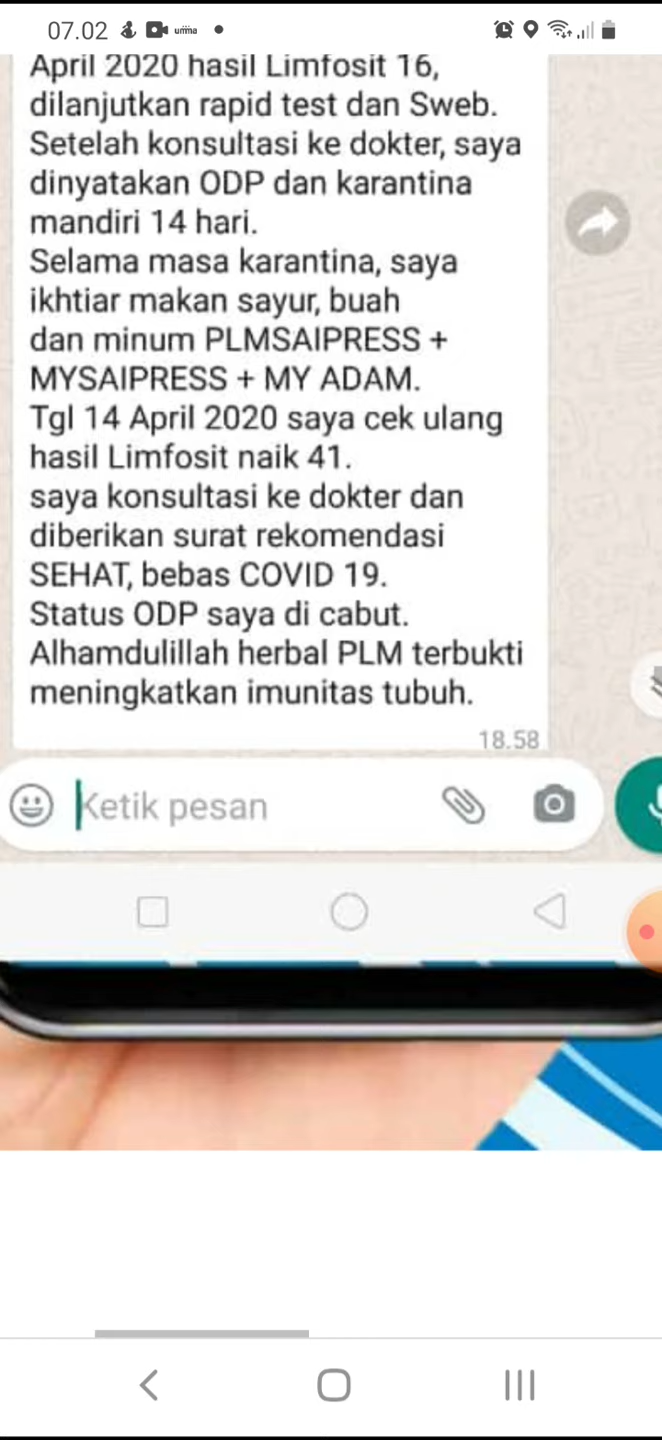 07.02
umma
April 2020 hasil Limfosit 16,
dilanjutkan rapid test dan Sweb.
Setelah konsultasi ke dokter, saya
dinyatakan ODP dan karantina
mandiri 14 hari.
Selama masa karantina, saya
ikhtiar makan sayur, buah
dan minum PLMSAIPRESS +
MYSAIPRESS + MY ADAM.
Tgl 14 April 2020 saya cek ulang
hasil Limfosit naik 41.
saya konsultasi ke dokter dan
diberikan surat rekomendasi
SEHAT, bebas COVID 19.
Status ODP saya di cabut.
Alhamdulillah herbal PLM terbukti
meningkatkan imunitas tubuh.
18.58
Ketik pesan